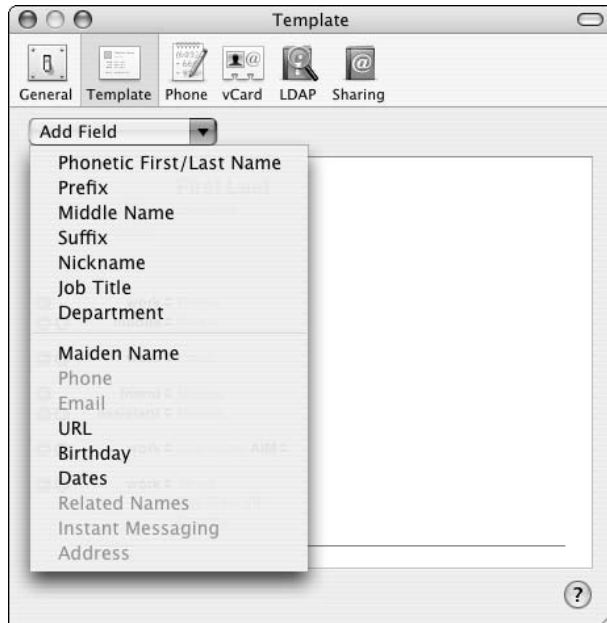 Template
General Template Phone vCard LDAP Sharing
Add Field
Phonetic First/Last Name
Prefix
Middle Name
Suffix
Nickname
Job Title
Department
Maiden Name
Phone
Email
URL
Birthday
Dates
Related Names
Instant Messaging
Address
?